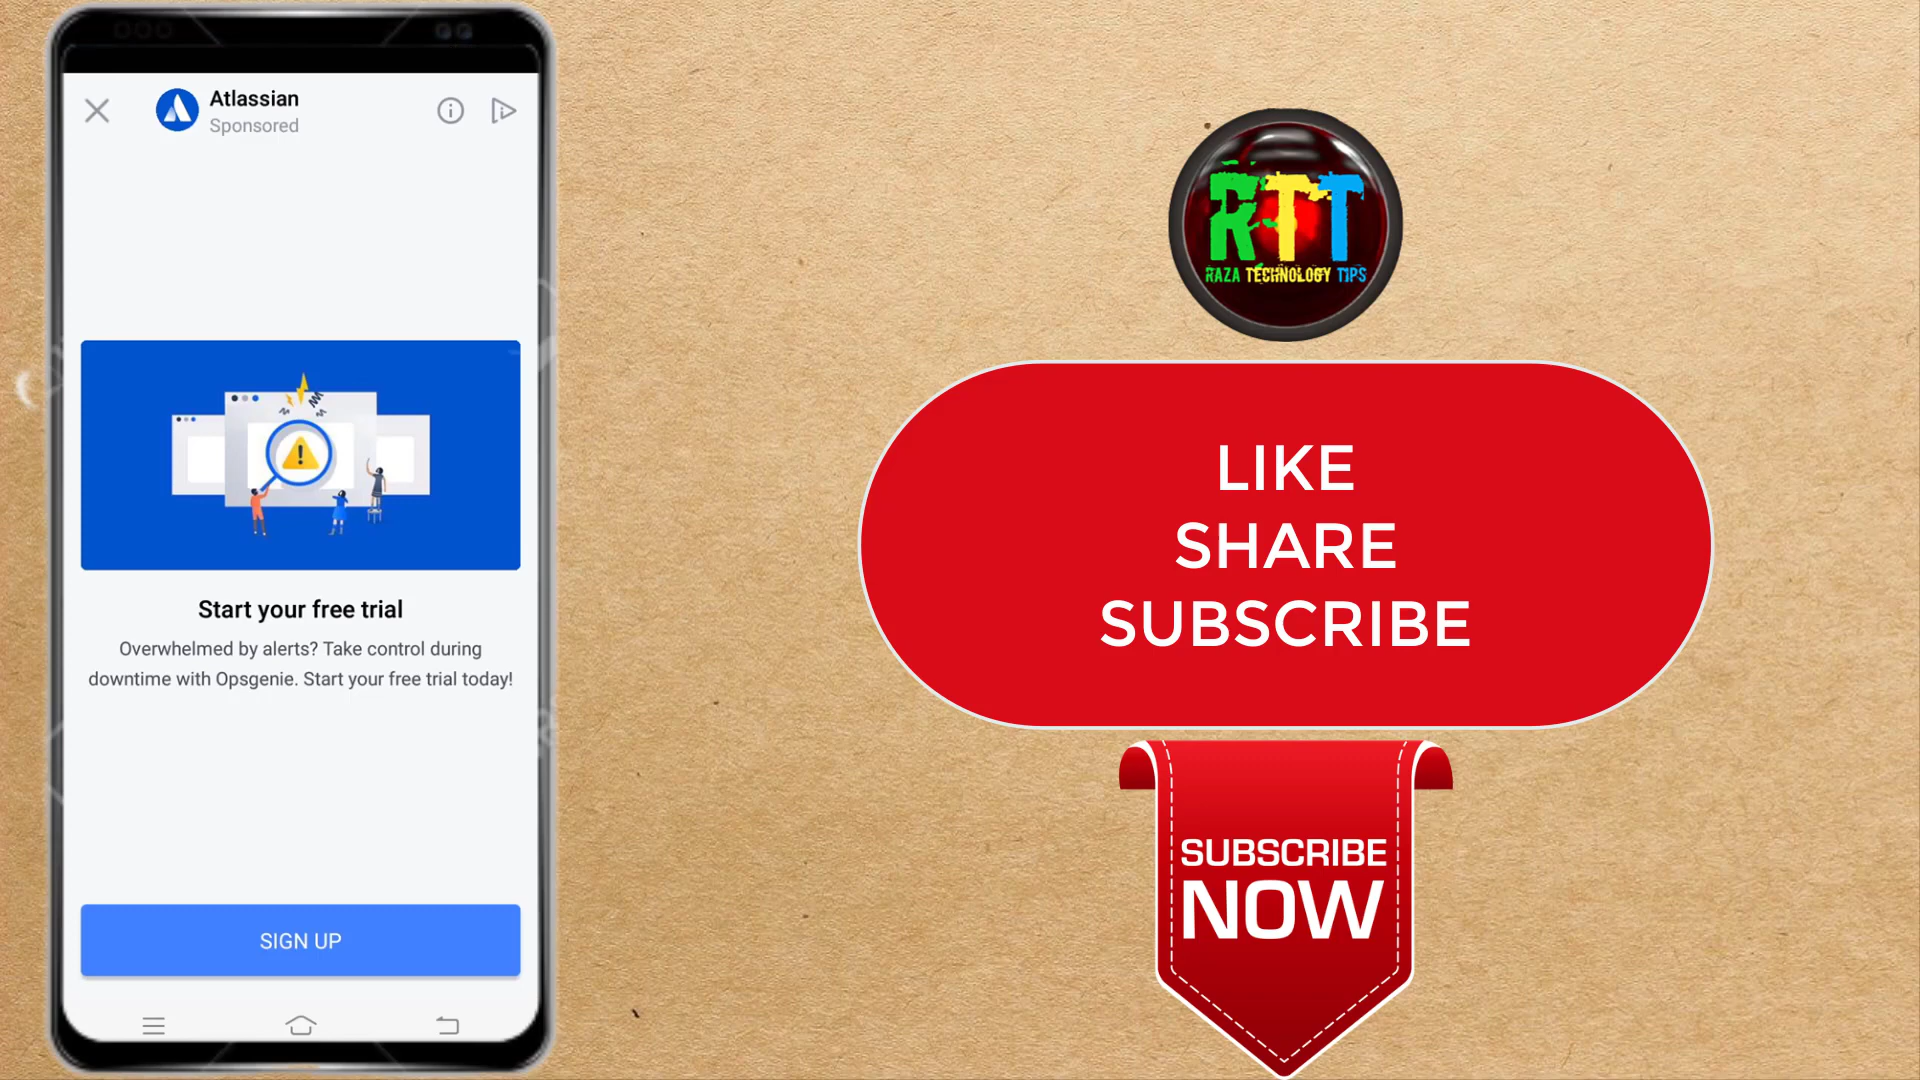 Atlassian
Sponsored
Start your free trial
Overwhelmed by alerts? Take control during
downtime with Opsgenie. Start your free trial today!
SIGN UP
RTT
RAZA TECHNOLOGY TIPS
LIKE
SHARE
SUBSCRIBE
SUBSCRIBE
NOW